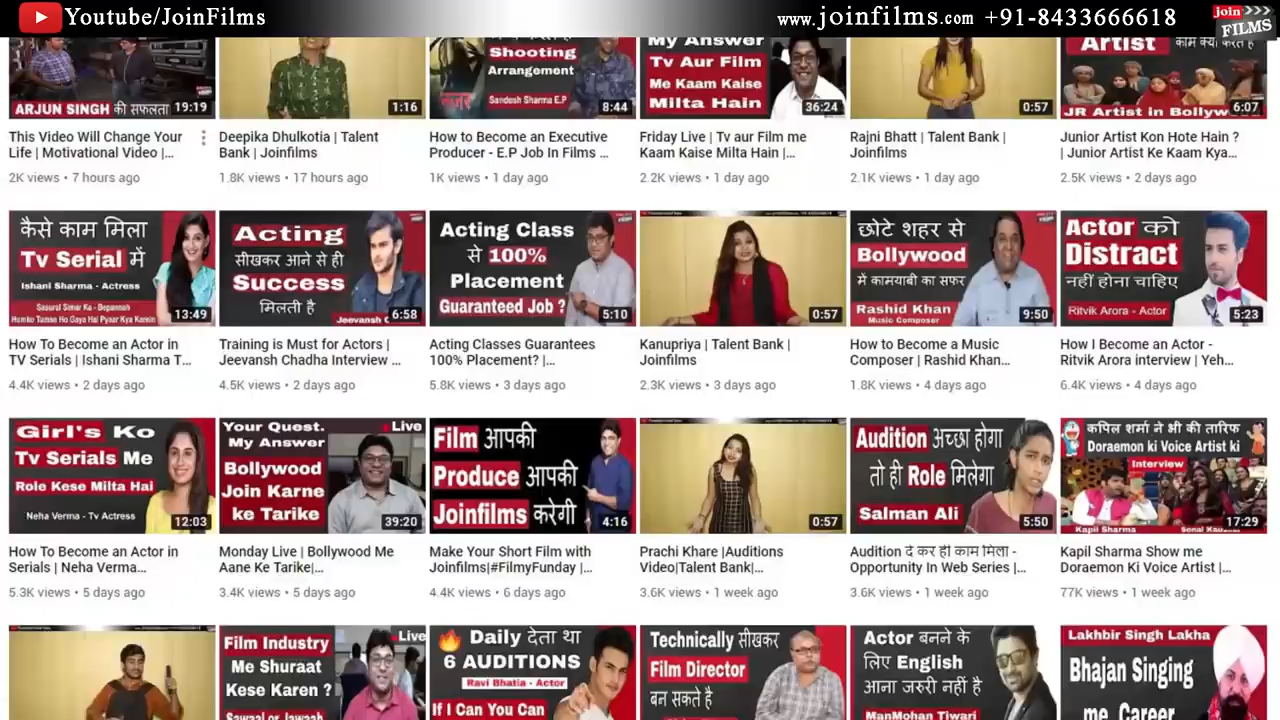 Youtube/JoinFilms
www.joinfilms.com +91-8433666618
join
FILMS
ARJUN SINGH की सफलता 19:19
1:16
Shooting
Arrangement
Sandesh Sharma E.P
8:44
My Answer
Tv Aur Film
Me Kaam Kaise
Milta Hain
36:24
0:57
Artist काम क्या करते है
JR Artist in Bollyw
6:07
This Video Will Change Your
Life | Motivational Video |...
2K views • 7 hours ago
Deepika Dhulkotia | Talent
Bank | Joinfilms
1.8K views • 17 hours ago
How to Become an Executive
Producer - E.P Job In Films ...
1K views • 1 day ago
Friday Live | Tv aur Film me
Kaam Kaise Milta Hain |...
2.2K views • 1 day ago
Rajni Bhatt | Talent Bank |
Joinfilms
2.1K views • 1 day ago
Junior Artist Kon Hote Hain ?
| Junior Artist Ke Kaam Kya...
2.5K views • 2 days ago
कैसे काम मिला
Tv Serial में
Ishani Sharma - Actress
Sasural Simar Ka - Bepannah
Humko Tumse Ho Gaya Hai Pyaar Kya Karein
13:49
Acting
सीखकर आने से ही
Success
मिलती है
Jeevansh C
6:58
Acting Class
से 100%
Placement
Guaranteed Job ?
5:10
0:57
छोटे शहर से
Bollywood
में कामयाबी का सफर
Rashid Khan
Music Composer
9:50
Actor को
Distract
नहीं होना चाहिए
Ritvik Arora - Actor
5:23
How To Become an Actor in
TV Serials | Ishani Sharma T...
4.4K views • 2 days ago
Training is Must for Actors |
Jeevansh Chadha Interview ...
4.5K views • 2 days ago
Acting Classes Guarantees
100% Placement? |...
5.8K views • 3 days ago
Kanupriya | Talent Bank |
Joinfilms
2.3K views • 3 days ago
How to Become a Music
Composer | Rashid Khan...
1.8K views • 4 days ago
How I Become an Actor -
Ritvik Arora interview | Yeh...
6.4K views • 4 days ago
Girl's Ko
Tv Serials Me
Role Kese Milta Hai
Neha Verma - Tv Actress
12:03
Your Quest.
My Answer
Live
Bollywood
Join Karne
ke Tarike
39:20
Film आपकी
Produce आपकी
Joinfilms करेगी
4:16
0:57
Audition अच्छा होगा
तो ही Role मिलेगा
Salman Ali
5:50
कपिल शर्मा ने भी की तारिफ
Doraemon ki Voice Artist ki
Interview
Kapil Sharma
17:29
How To Become an Actor in
Serials | Neha Verma...
5.3K views • 5 days ago
Monday Live | Bollywood Me
Aane Ke Tarike|...
3.4K views • 5 days ago
Make Your Short Film with
Joinfilms|#FilmyFunday |...
4.4K views • 6 days ago
Prachi Khare |Auditions
Video|Talent Bank|...
3.6K views • 1 week ago
Audition दे कर ही काम मिला -
Opportunity In Web Series |...
3.6K views • 1 week ago
Kapil Sharma Show me
Doraemon Ki Voice Artist |...
77K views • 1 week ago
Film Industry
Live
Me Shuraat
Kese Karen ?
Sawaal or Jawaab
Daily देता था
6 AUDITIONS
Ravi Bhatia - Actor
If I Can You Can
Technically सीखकर
Film Director
बन सकते है
Actor बनने के
लिए English
आना जरुरी नहीं है
ManMohan Tiwari
Lakhbir Singh Lakha
Bhajan Singing
me Career